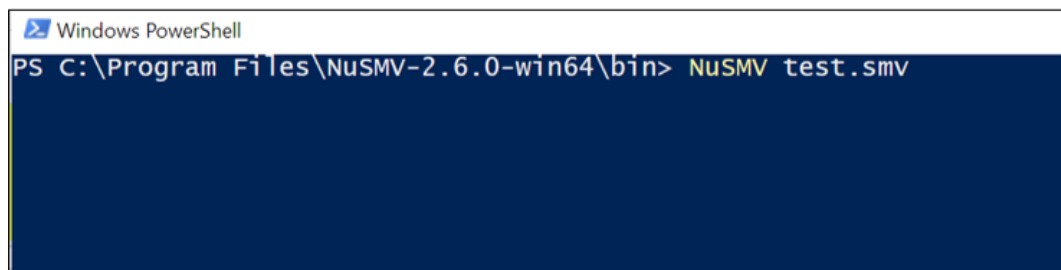 Windows PowerShell
PS C:\Program Files\NuSMV-2.6.0-win64\bin> NuSMV test.smv